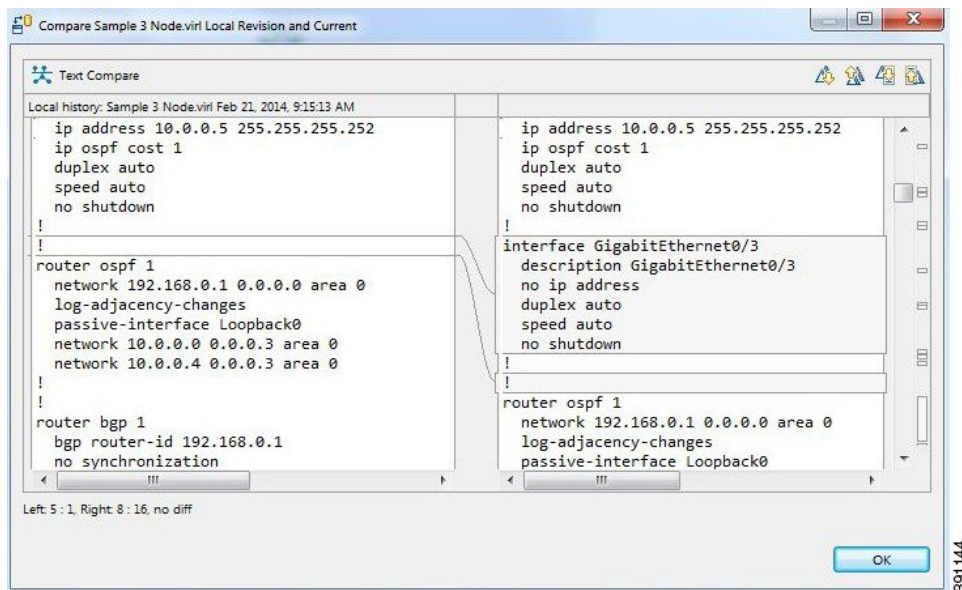 Compare Sample 3 Node.virl Local Revision and Current
Text Compare
Local history: Sample 3 Node.virl Feb 21, 2014, 9:15:13 AM
ip address 10.0.0.5 255.255.255.252
ip ospf cost 1
duplex auto
speed auto
no shutdown
!
!
router ospf 1
network 192.168.0.1 0.0.0.0 area 0
log-adjacency-changes
passive-interface Loopback0
network 10.0.0.0 0.0.0.3 area 0
network 10.0.0.4 0.0.0.3 area 0
!
!
router bgp 1
bgp router-id 192.168.0.1
no synchronization
ip address 10.0.0.5 255.255.255.252
ip ospf cost 1
duplex auto
speed auto
no shutdown
!
interface GigabitEthernet0/3
description GigabitEthernet0/3
no ip address
duplex auto
speed auto
no shutdown
!
!
router ospf 1
network 192.168.0.1 0.0.0.0 area 0
log-adjacency-changes
passive-interface Loopback0
Left: 5 : 1, Right: 8 : 16, no diff
OK
391144